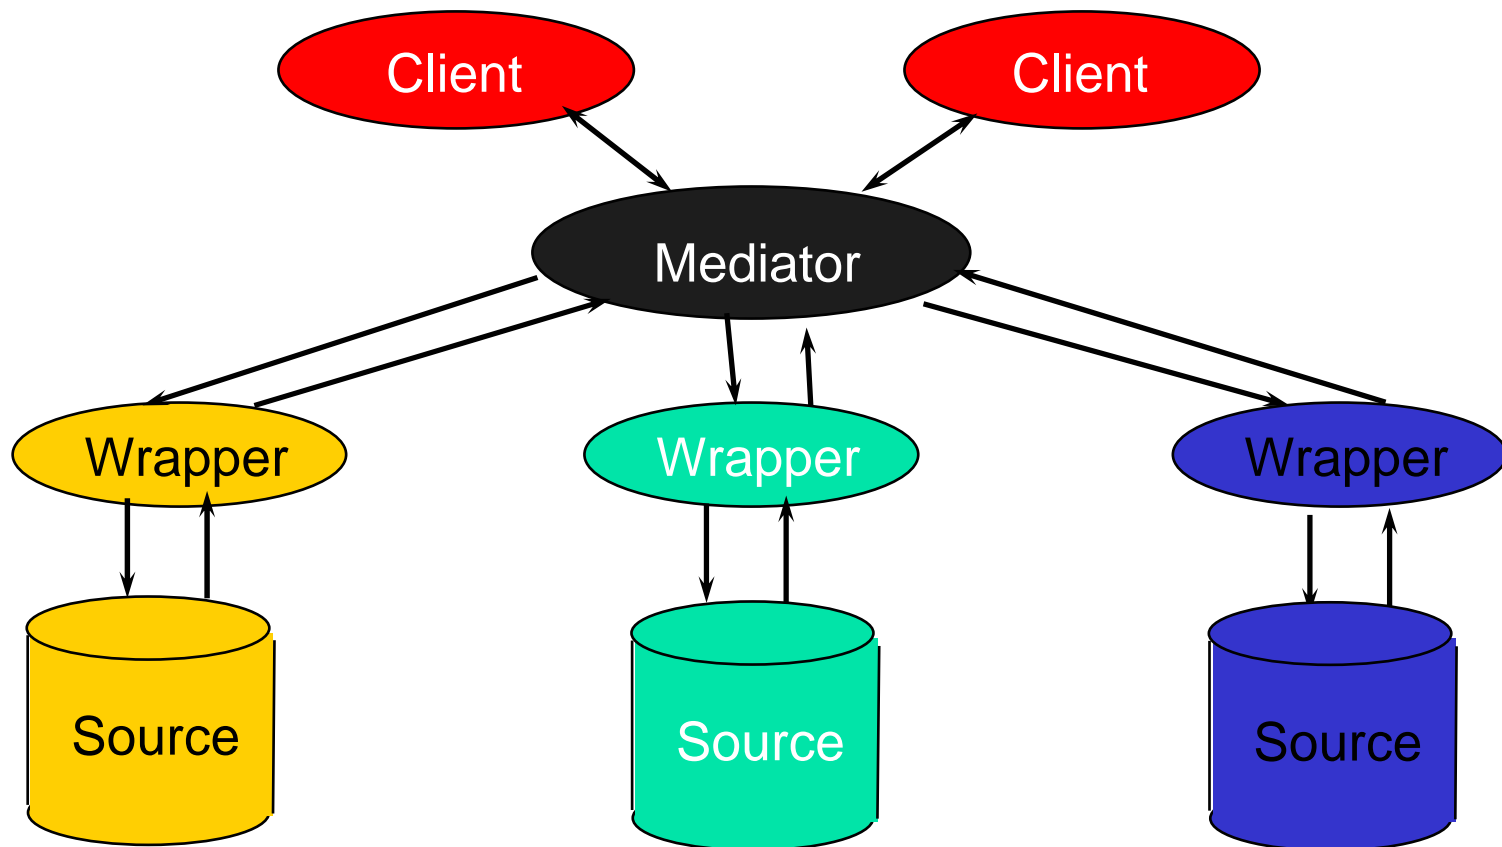 Client
Client
Mediator
Wrapper
Wrapper
Wrapper
Source
Source
Source